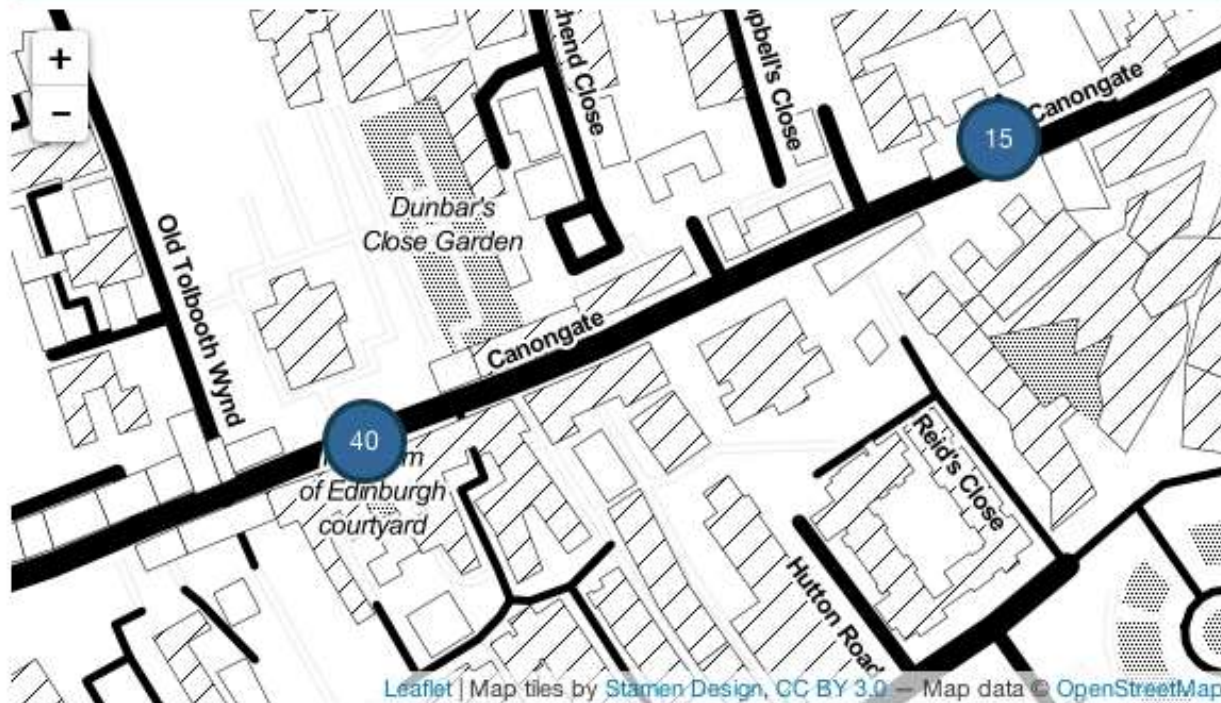 +
−
chend Close
pbell's Close
Canongate
15
Dunbar's
Close Garden
Old Tolbooth Wynd
Canongate
40
of Edinburgh
courtyard
Reid's Close
Hutton Road
Leaflet | Map tiles by Stamen Design, CC BY 3.0 — Map data © OpenStreetMap